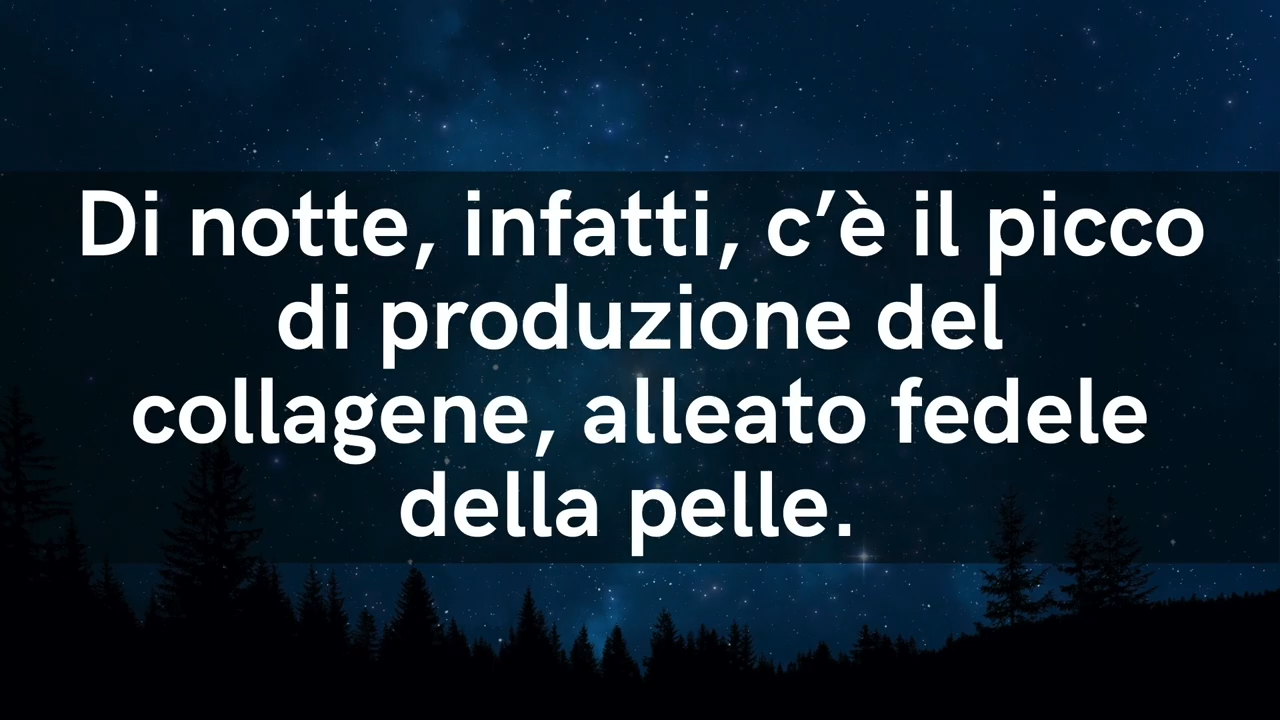 Di notte, infatti, c’è il picco
di produzione del
collagene, alleato fedele
della pelle.